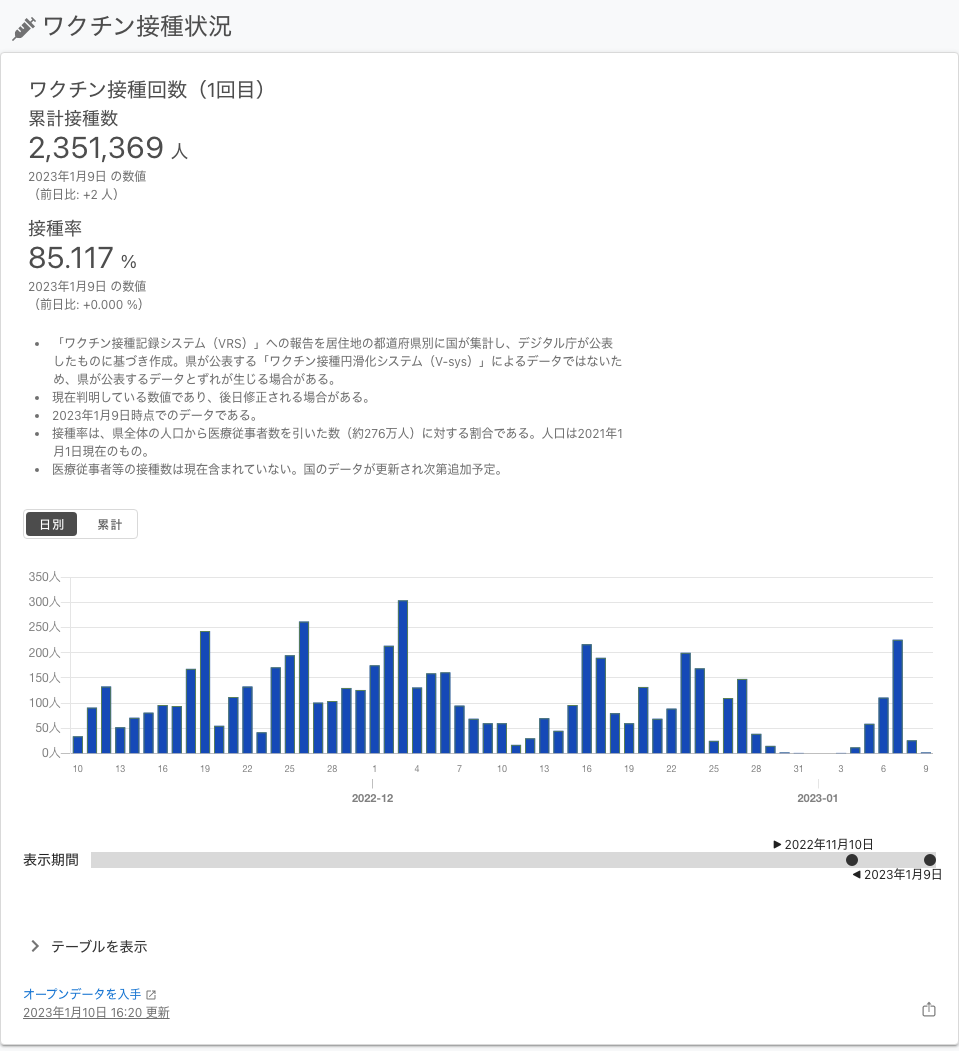 ワクチン接種状況
ワクチン接種回数（1回目）
累計接種数
2,351,369 人
2023年1月9日 の数値
（前日比: +2 人）
接種率
85.117 %
2023年1月9日 の数値
（前日比: +0.000 %）
• 「ワクチン接種記録システム（VRS）」への報告を居住地の都道府県別に国が集計し、デジタル庁が公表
したものに基づき作成。県が公表する「ワクチン接種円滑化システム（V-sys）」によるデータではないた
め、県が公表するデータとずれが生じる場合がある。
• 現在判明している数値であり、後日修正される場合がある。
• 2023年1月9日時点でのデータである。
• 接種率は、県全体の人口から医療従事者数を引いた数（約276万人）に対する割合である。人口は2021年1
月1日現在のもの。
• 医療従事者等の接種数は現在含まれていない。国のデータが更新され次第追加予定。
日別 累計
350人
300人
250人
200人
150人
100人
50人
0人
10 13 16 19 22 25 28 1 4 7 10 13 16 19 22 25 28 31 3 6 9
2022-12 2023-01
▶ 2022年11月10日
表示期間
◀ 2023年1月9日
テーブルを表示
オープンデータを入手
2023年1月10日 16:20 更新